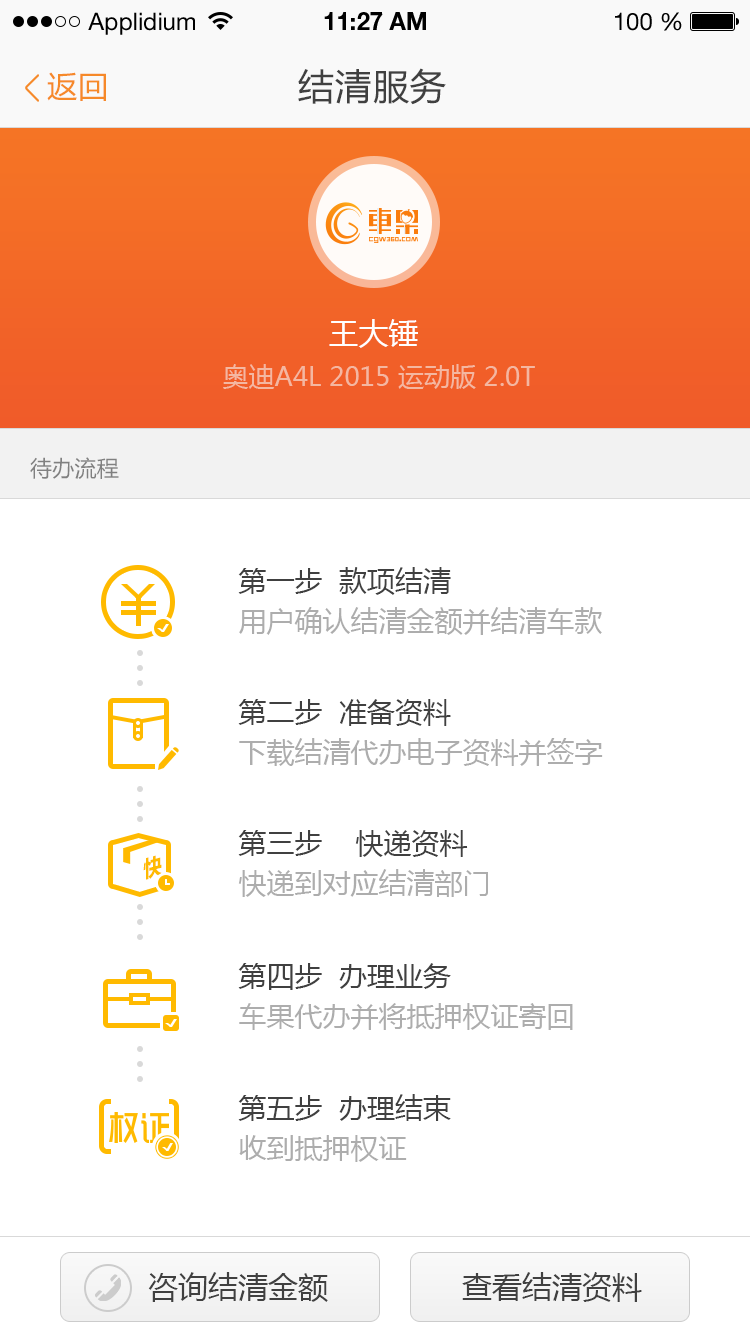 Applidium 11:27 AM 100 %
返回 结清服务
車果
CGW360.COM
王大锤
奥迪A4L 2015 运动版 2.0T
待办流程
第一步 款项结清
用户确认结清金额并结清车款
第二步 准备资料
下载结清代办电子资料并签字
第三步 快递资料
快
快递到对应结清部门
第四步 办理业务
车果代办并将抵押权证寄回
第五步 办理结束
权证
收到抵押权证
咨询结清金额 查看结清资料